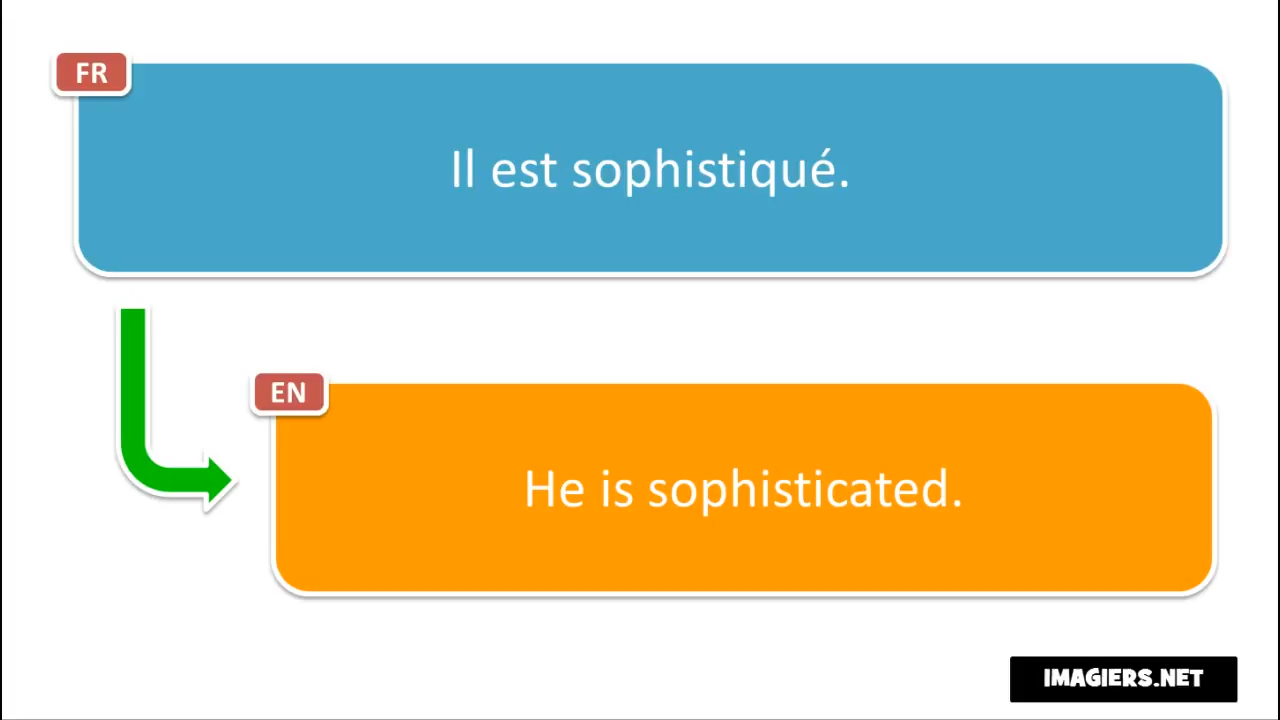 FR
Il est sophistiqué.
EN
He is sophisticated.
IMAGIERS.NET